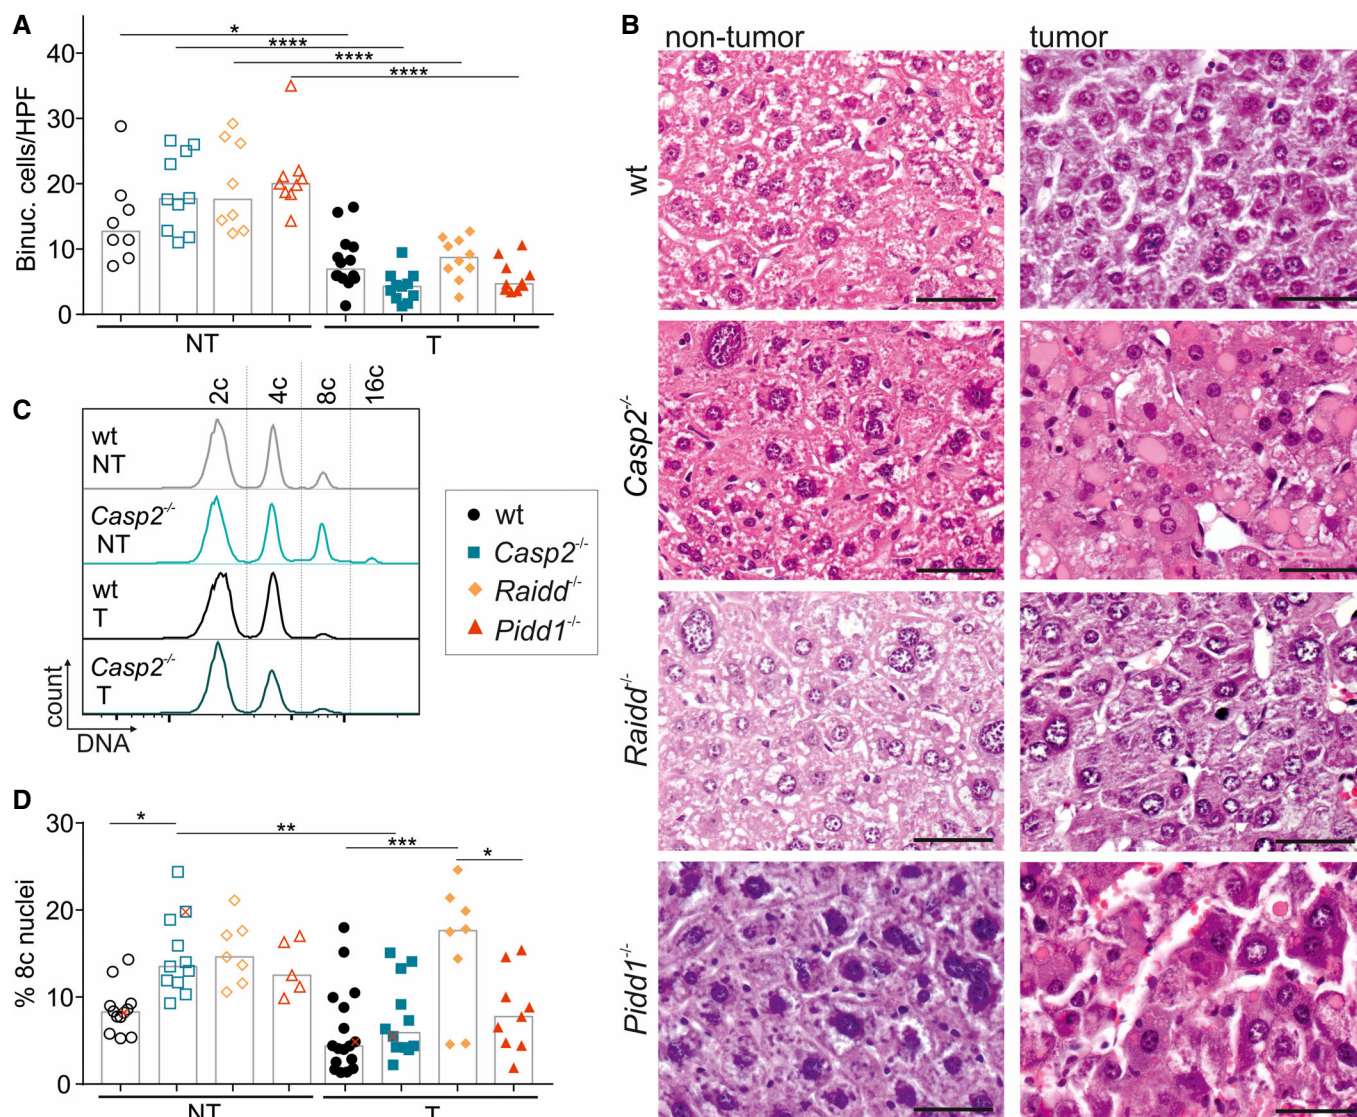 A
Binuc. cells/HPF
40
30
20
10
0
*
****
****
****
NT
T
B
non-tumor
tumor
wt
Casp2-/-
Raidd-/-
Pidd1-/-
C
2c
4c
8c
16c
wt
NT
Casp2-/-
NT
wt
T
Casp2-/-
T
count
DNA
wt
Casp2-/-
Raidd-/-
Pidd1-/-
D
% 8c nuclei
30
20
10
0
*
**
***
*
NT
T